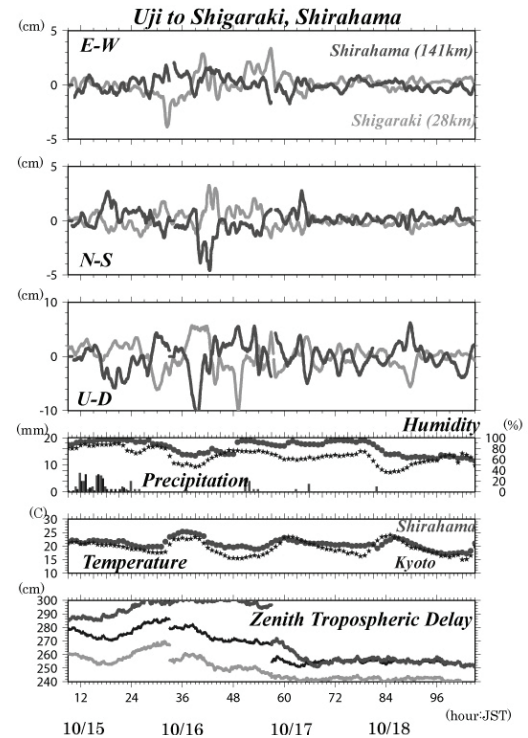 Uji to Shigaraki, Shirahama
(cm)
5
0
-5
E-W
Shirahama (141km)
Shigaraki (28km)
(cm)
5
0
-5
N-S
(cm)
10
0
-10
U-D
Humidity (%)
(mm)
20
15
10
5
0
100
80
60
40
20
0
Precipitation
(C)
30
25
20
15
10
Shirahama
Temperature
Kyoto
(cm)
300
290
280
270
260
250
240
Zenith Tropospheric Delay
12 24 36 48 60 72 84 96
(hour:JST)
10/15 10/16 10/17 10/18